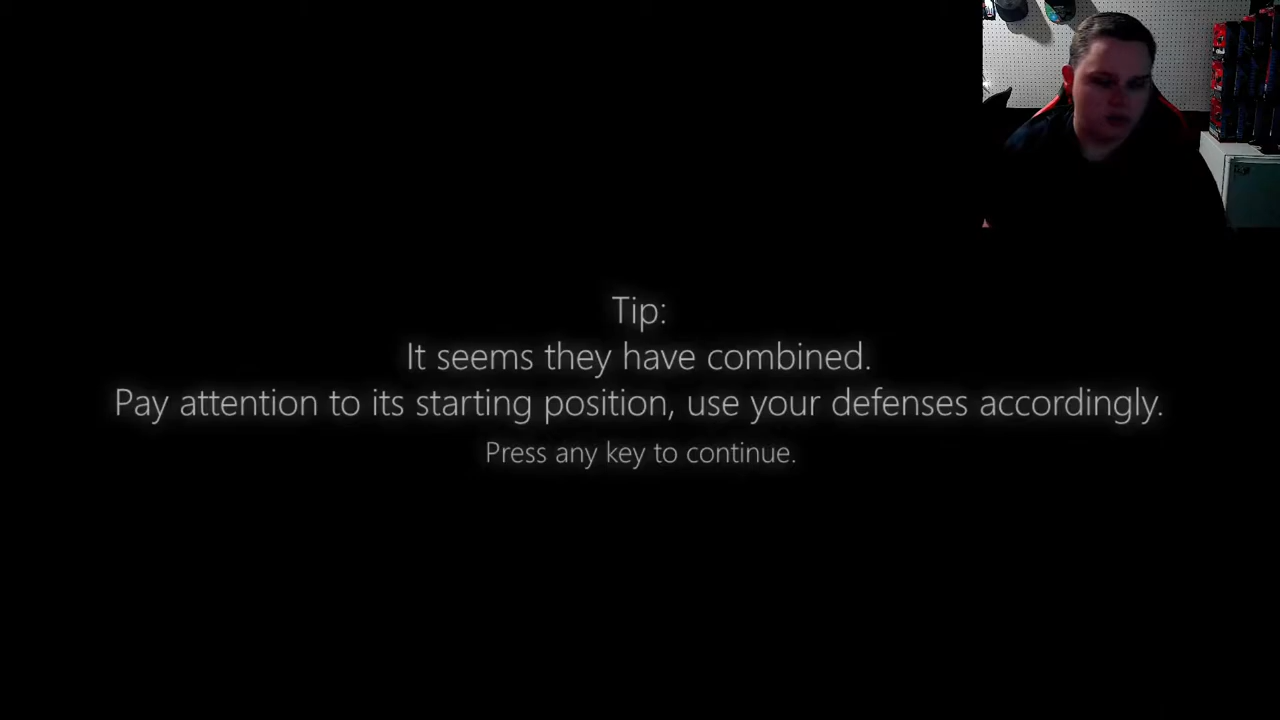 Tip:
It seems they have combined.
Pay attention to its starting position, use your defenses accordingly.
Press any key to continue.